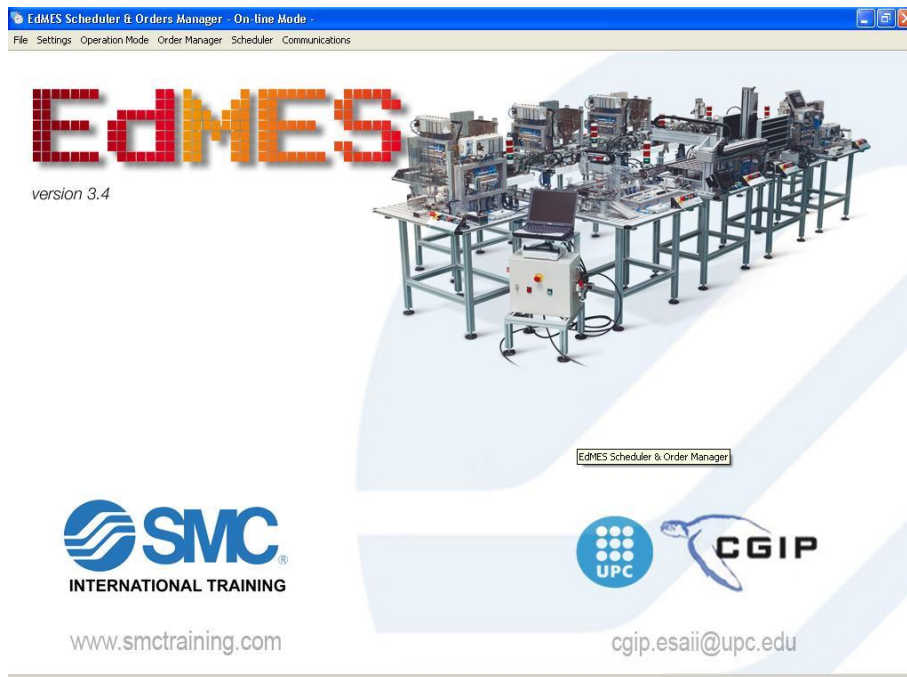 EdMES Scheduler & Orders Manager - On-line Mode -
File Settings Operation Mode Order Manager Scheduler Communications
EdMES
version 3.4
EdMES Scheduler & Order Manager
SMC®
INTERNATIONAL TRAINING
UPC
CGIP
www.smctraining.com
cgip.esaii@upc.edu